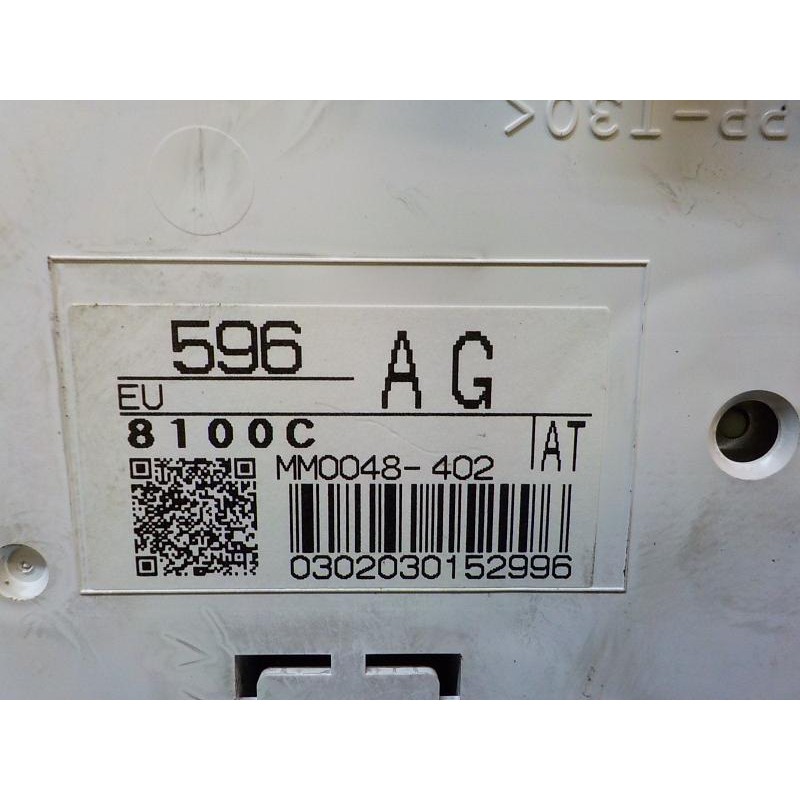 >PP-T30<
596
AG
EU
8100C
AT
MM0048-402
0302030152996